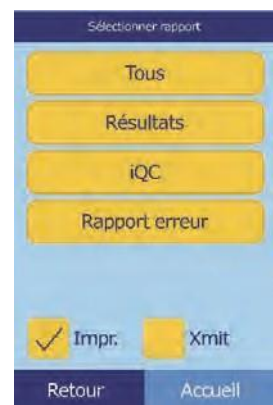 Sélectionner rapport
Tous
Résultats
iQC
Rapport erreur
Impr. Xmit
Retour Accueil